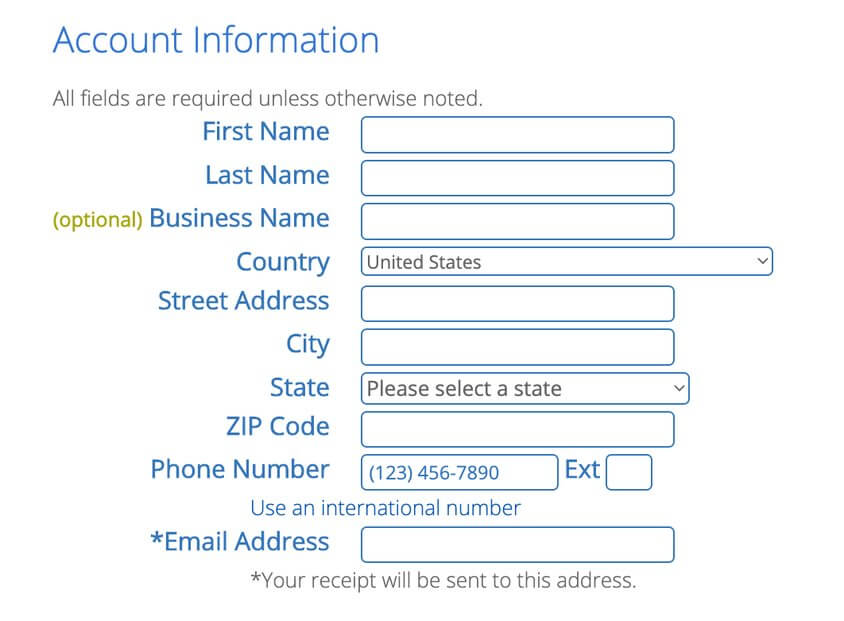 Account Information
All fields are required unless otherwise noted.
First Name
Last Name
(optional) Business Name
Country United States
Street Address
City
State Please select a state
ZIP Code
Phone Number (123) 456-7890 Ext
Use an international number
*Email Address
*Your receipt will be sent to this address.